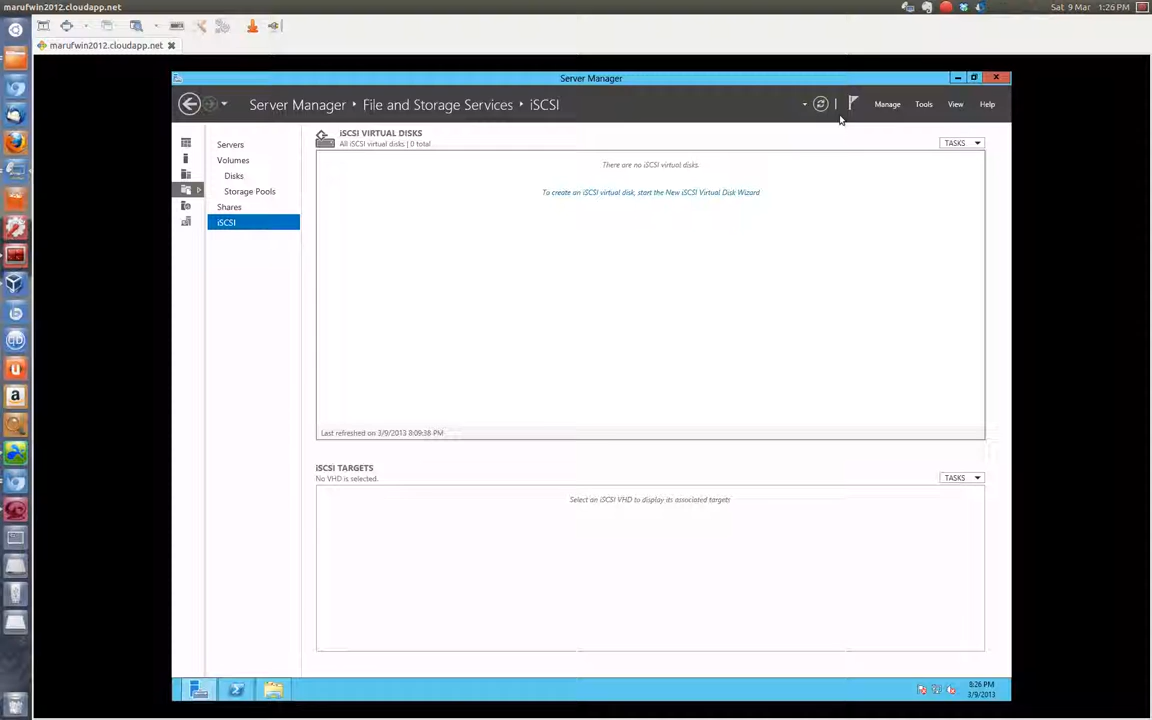 marufwin2012.cloudapp.net
Sat 9 Mar 1:26 PM
marufwin2012.cloudapp.net
Server Manager
Server Manager ‣ File and Storage Services ‣ iSCSI
Manage Tools View Help
Servers
Volumes
Disks
Storage Pools
Shares
iSCSI
iSCSI VIRTUAL DISKS
All iSCSI virtual disks | 0 total
TASKS
There are no iSCSI virtual disks.
To create an iSCSI virtual disk, start the New iSCSI Virtual Disk Wizard
Last refreshed on 3/9/2013 8:09:38 PM
iSCSI TARGETS
No VHD is selected.
TASKS
Select an iSCSI VHD to display its associated targets
8:26 PM
3/9/2013